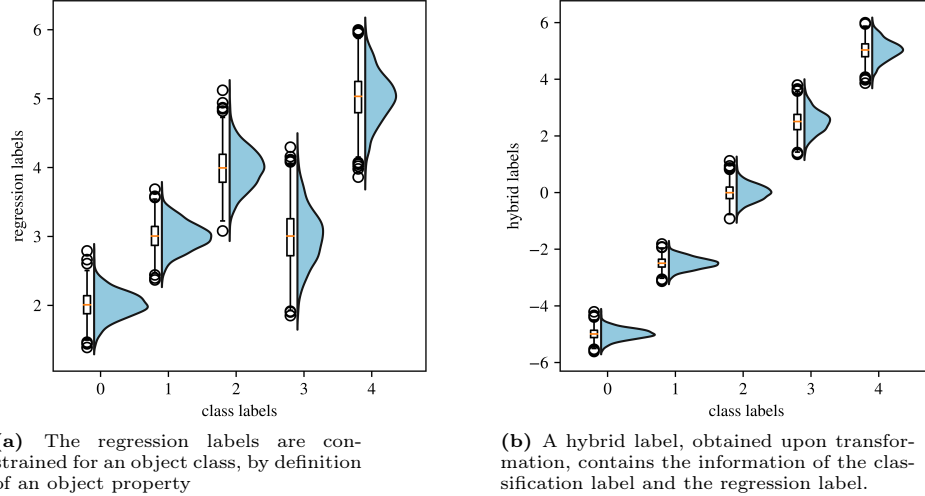 6
5
4
3
2
regression labels
0 1 2 3 4
class labels
6
4
2
0
−2
−4
−6
hybrid labels
0 1 2 3 4
class labels
(a) The regression labels are con-
strained for an object class, by definition
of an object property
(b) A hybrid label, obtained upon transfor-
mation, contains the information of the clas-
sification label and the regression label.